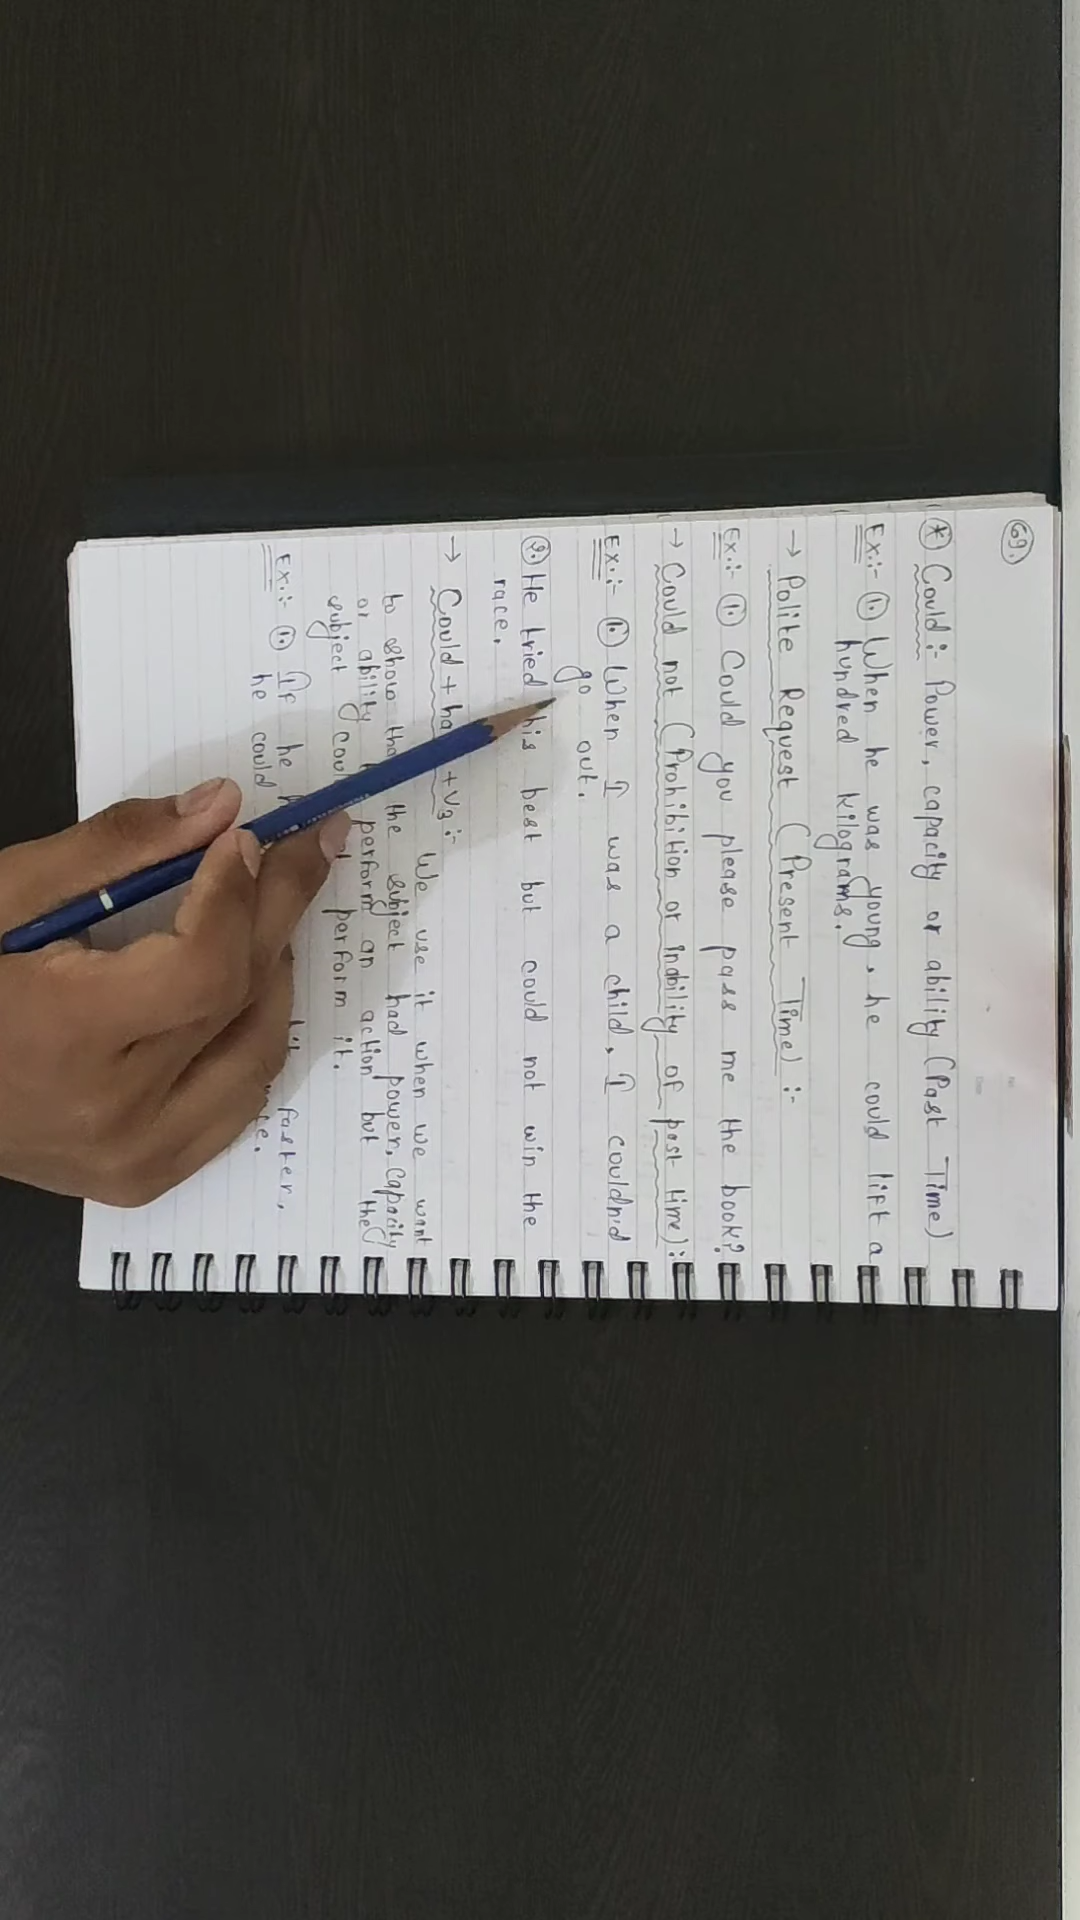 69.
* Could :- Power, capacity or ability (Past Time)
Ex.:- 1. When he was young, he could lift a
hundred kilograms.
→ Polite Request (Present Time) :-
Ex.:- 1. Could you please pass me the book?
→ Could not (Prohibition or Inability of past time):
Ex.:- 1. When I was a child, I couldn'd
go out.
2. He tried his best but could not win the
race.
→ Could + + V3 :- We use it when we want
to show the subject had power, capacity
or ability perform an action but the
subject perform it.
Ex.:- 1. If he faster,
he could